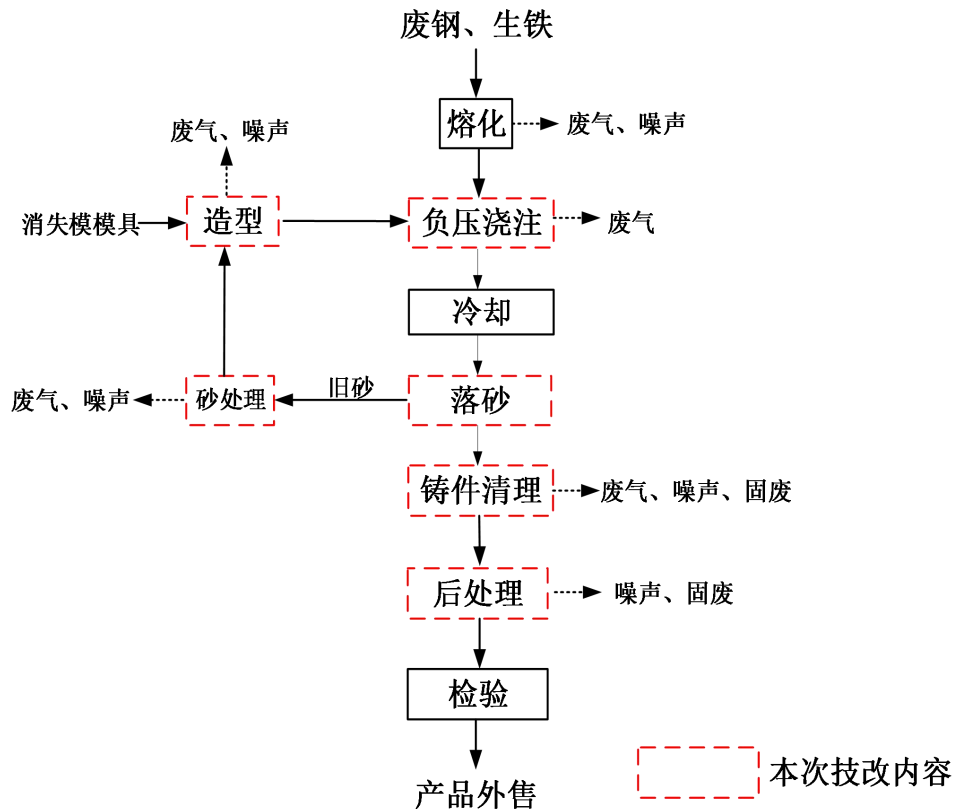 废钢、生铁
熔化
废气、噪声
废气、噪声
消失模模具
造型
负压浇注
废气
冷却
废气、噪声
砂处理
旧砂
落砂
铸件清理
废气、噪声、固废
后处理
噪声、固废
检验
产品外售
本次技改内容